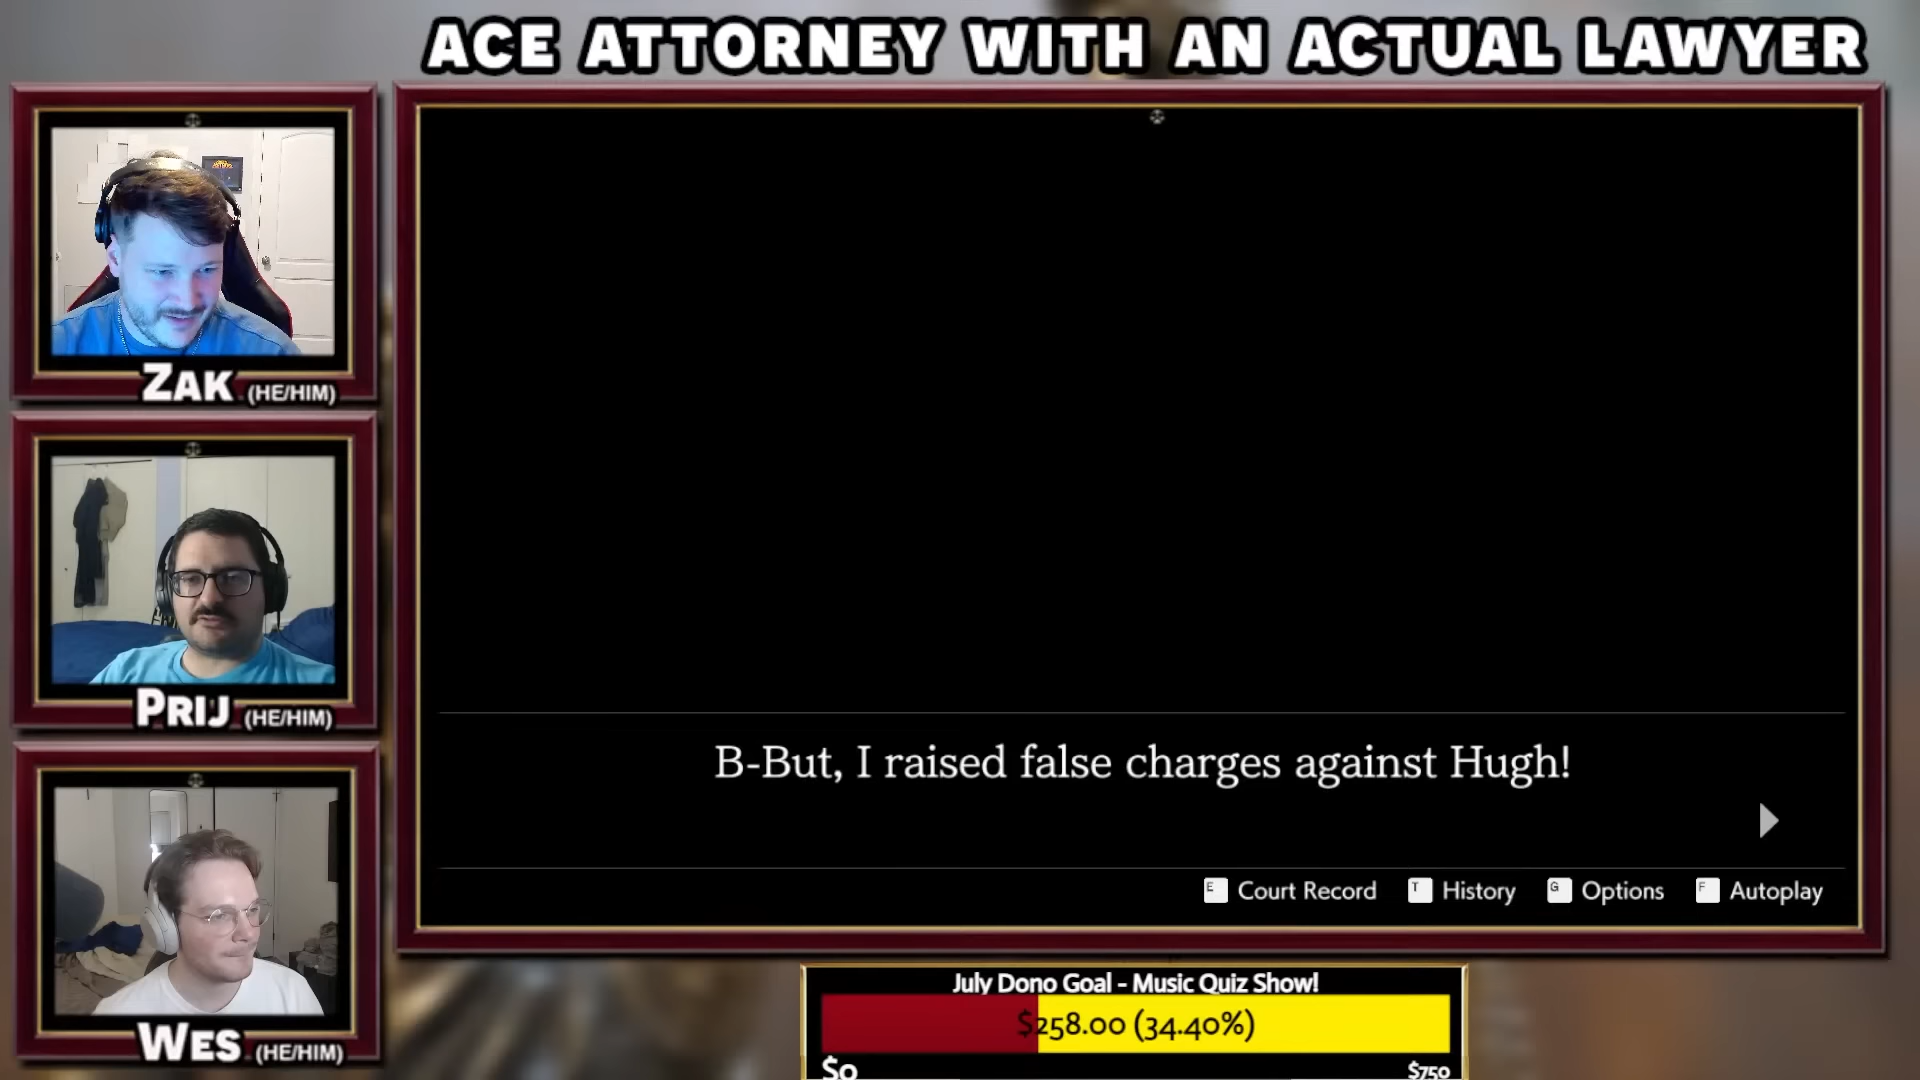 ACE ATTORNEY WITH AN ACTUAL LAWYER
ZAK (HE/HIM)
PRIJ (HE/HIM)
WES (HE/HIM)
B-But, I raised false charges against Hugh!
E Court Record T History G Options F Autoplay
July Dono Goal - Music Quiz Show!
$258.00 (34.40%)
$0 $750